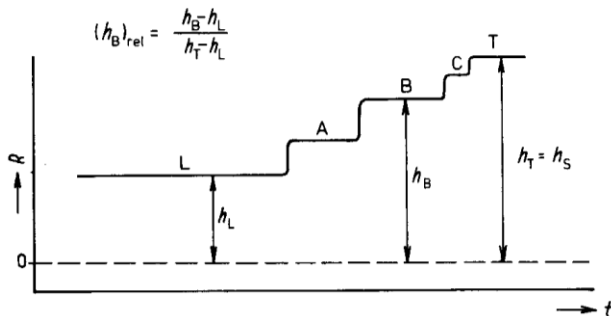 (h_B)_rel = (h_B-h_L)/(h_T-h_L)
T
C
B
A
L
R
h_T = h_S
h_B
h_L
0
t